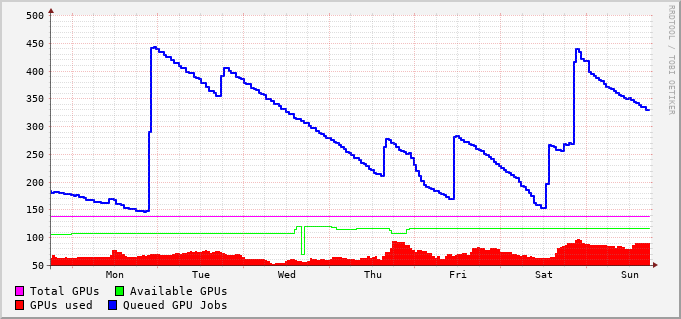 500
450
400
350
300
250
200
150
100
50
Mon Tue Wed Thu Fri Sat Sun
Total GPUs Available GPUs
GPUs used Queued GPU Jobs
RRDTOOL / TOBI OETIKER